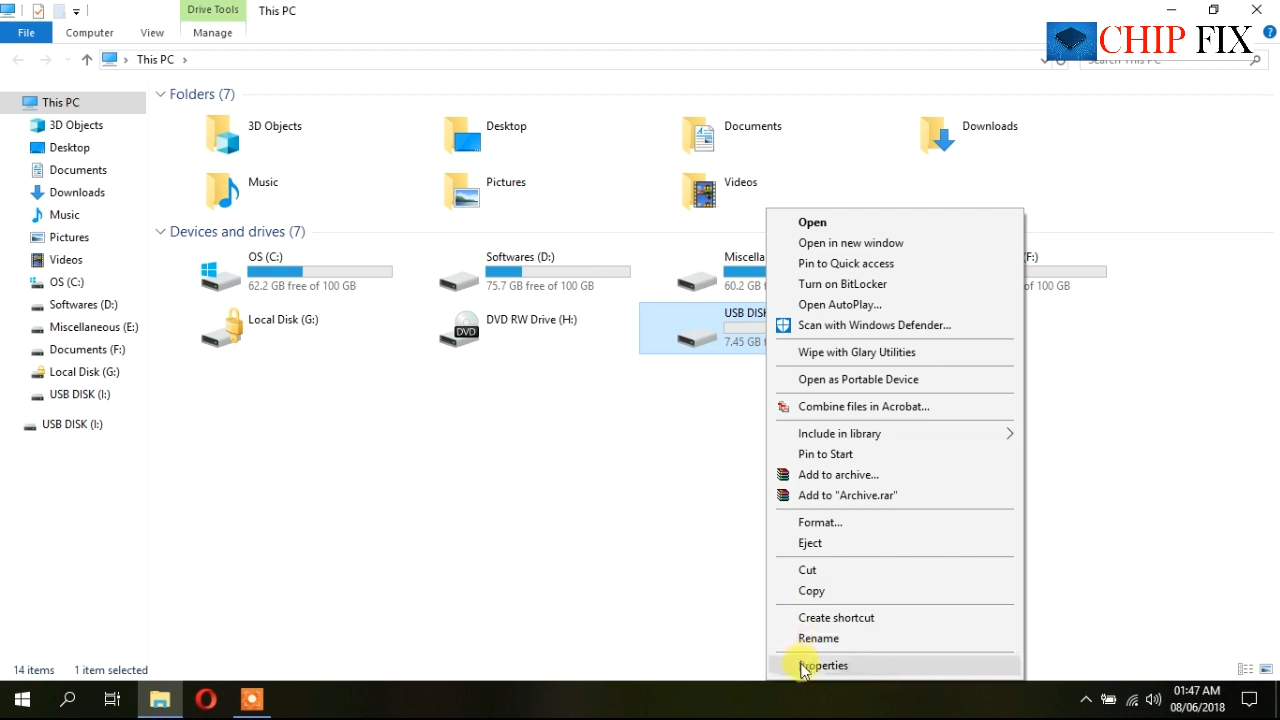 Drive Tools
This PC
File
Computer
View
Manage
CHIP FIX
This PC
Search This PC
This PC
3D Objects
Desktop
Documents
Downloads
Music
Pictures
Videos
OS (C:)
Softwares (D:)
Miscellaneous (E:)
Documents (F:)
Local Disk (G:)
USB DISK (I:)
USB DISK (I:)
Folders (7)
3D Objects
Desktop
Documents
Downloads
Music
Pictures
Videos
Devices and drives (7)
OS (C:)
62.2 GB free of 100 GB
Softwares (D:)
75.7 GB free of 100 GB
Miscella
60.2 GB
(F:)
of 100 GB
Local Disk (G:)
DVD RW Drive (H:)
DVD
USB DISK
7.45 GB
Open
Open in new window
Pin to Quick access
Turn on BitLocker
Open AutoPlay...
Scan with Windows Defender...
Wipe with Glary Utilities
Open as Portable Device
Combine files in Acrobat...
Include in library
Pin to Start
Add to archive...
Add to "Archive.rar"
Format...
Eject
Cut
Copy
Create shortcut
Rename
Properties
14 items
1 item selected
01:47 AM
08/06/2018